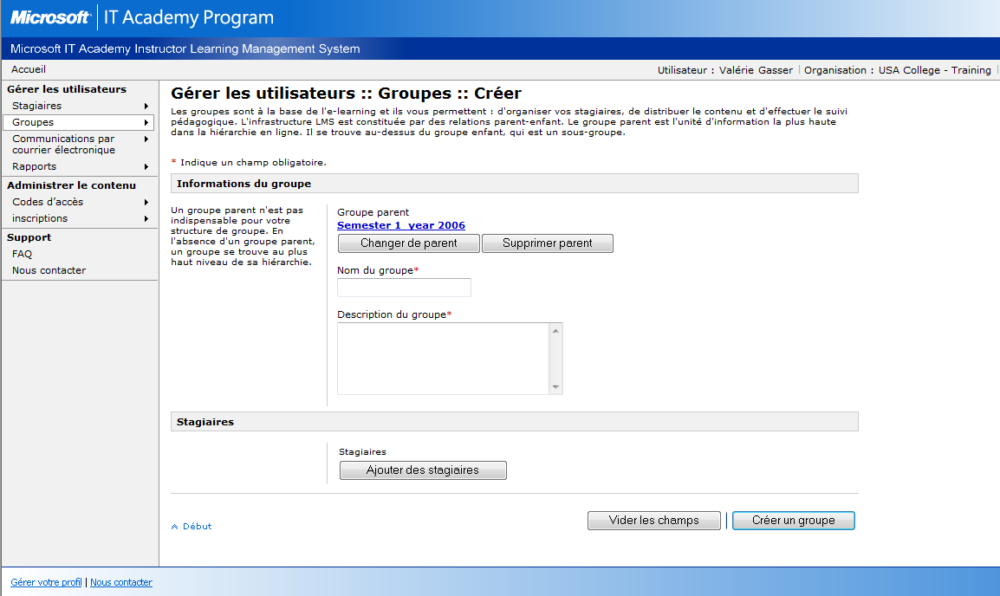 Microsoft IT Academy Program
Microsoft IT Academy Instructor Learning Management System
Accueil
Utilisateur : Valérie Gasser | Organisation : USA College - Training |
Gérer les utilisateurs
Stagiaires
Groupes
Communications par
courrier électronique
Rapports
Administrer le contenu
Codes d'accès
inscriptions
Support
FAQ
Nous contacter
Gérer les utilisateurs :: Groupes :: Créer
Les groupes sont à la base de l'e-learning et ils vous permettent : d'organiser vos stagiaires, de distribuer le contenu et d'effectuer le suivi
pédagogique. L'infrastructure LMS est constituée par des relations parent-enfant. Le groupe parent est l'unité d'information la plus haute
dans la hiérarchie en ligne. Il se trouve au-dessus du groupe enfant, qui est un sous-groupe.
* Indique un champ obligatoire.
Informations du groupe
Un groupe parent n'est pas
indispensable pour votre
structure de groupe. En
l'absence d'un groupe parent,
un groupe se trouve au plus
haut niveau de sa hiérarchie.
Groupe parent
Semester 1 year 2006
Changer de parent
Supprimer parent
Nom du groupe*
Description du groupe*
Stagiaires
Stagiaires
Ajouter des stagiaires
Début
Vider les champs
Créer un groupe
Gérer votre profil | Nous contacter